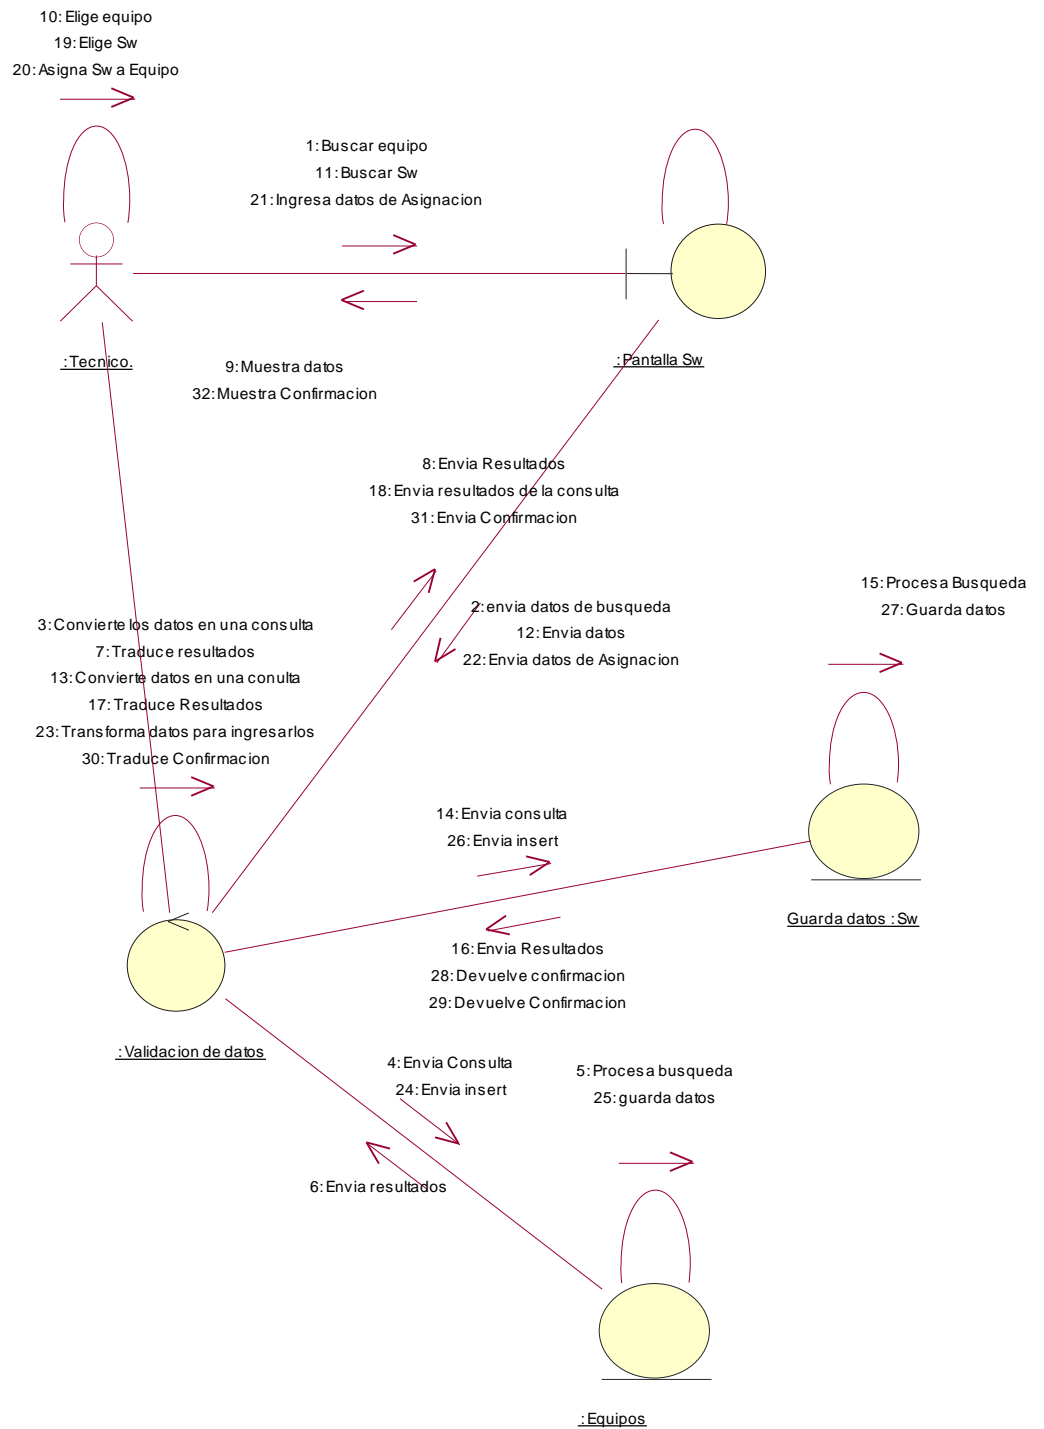 10: Elige equipo
19: Elige Sw
20: Asigna Sw a Equipo
1: Buscar equipo
11: Buscar Sw
21: Ingresa datos de Asignacion
: Tecnico.
: Pantalla Sw
9: Muestra datos
32: Muestra Confirmacion
8: Envia Resultados
18: Envia resultados de la consulta
31: Envia Confirmacion
2: envia datos de busqueda
12: Envia datos
22: Envia datos de Asignacion
15: Procesa Busqueda
27: Guarda datos
3: Convierte los datos en una consulta
7: Traduce resultados
13: Convierte datos en una conulta
17: Traduce Resultados
23: Transforma datos para ingresarlos
30: Traduce Confirmacion
14: Envia consulta
26: Envia insert
Guarda datos : Sw
16: Envia Resultados
28: Devuelve confirmacion
29: Devuelve Confirmacion
: Validacion de datos
4: Envia Consulta
24: Envia insert
5: Procesa busqueda
25: guarda datos
6: Envia resultados
: Equipos